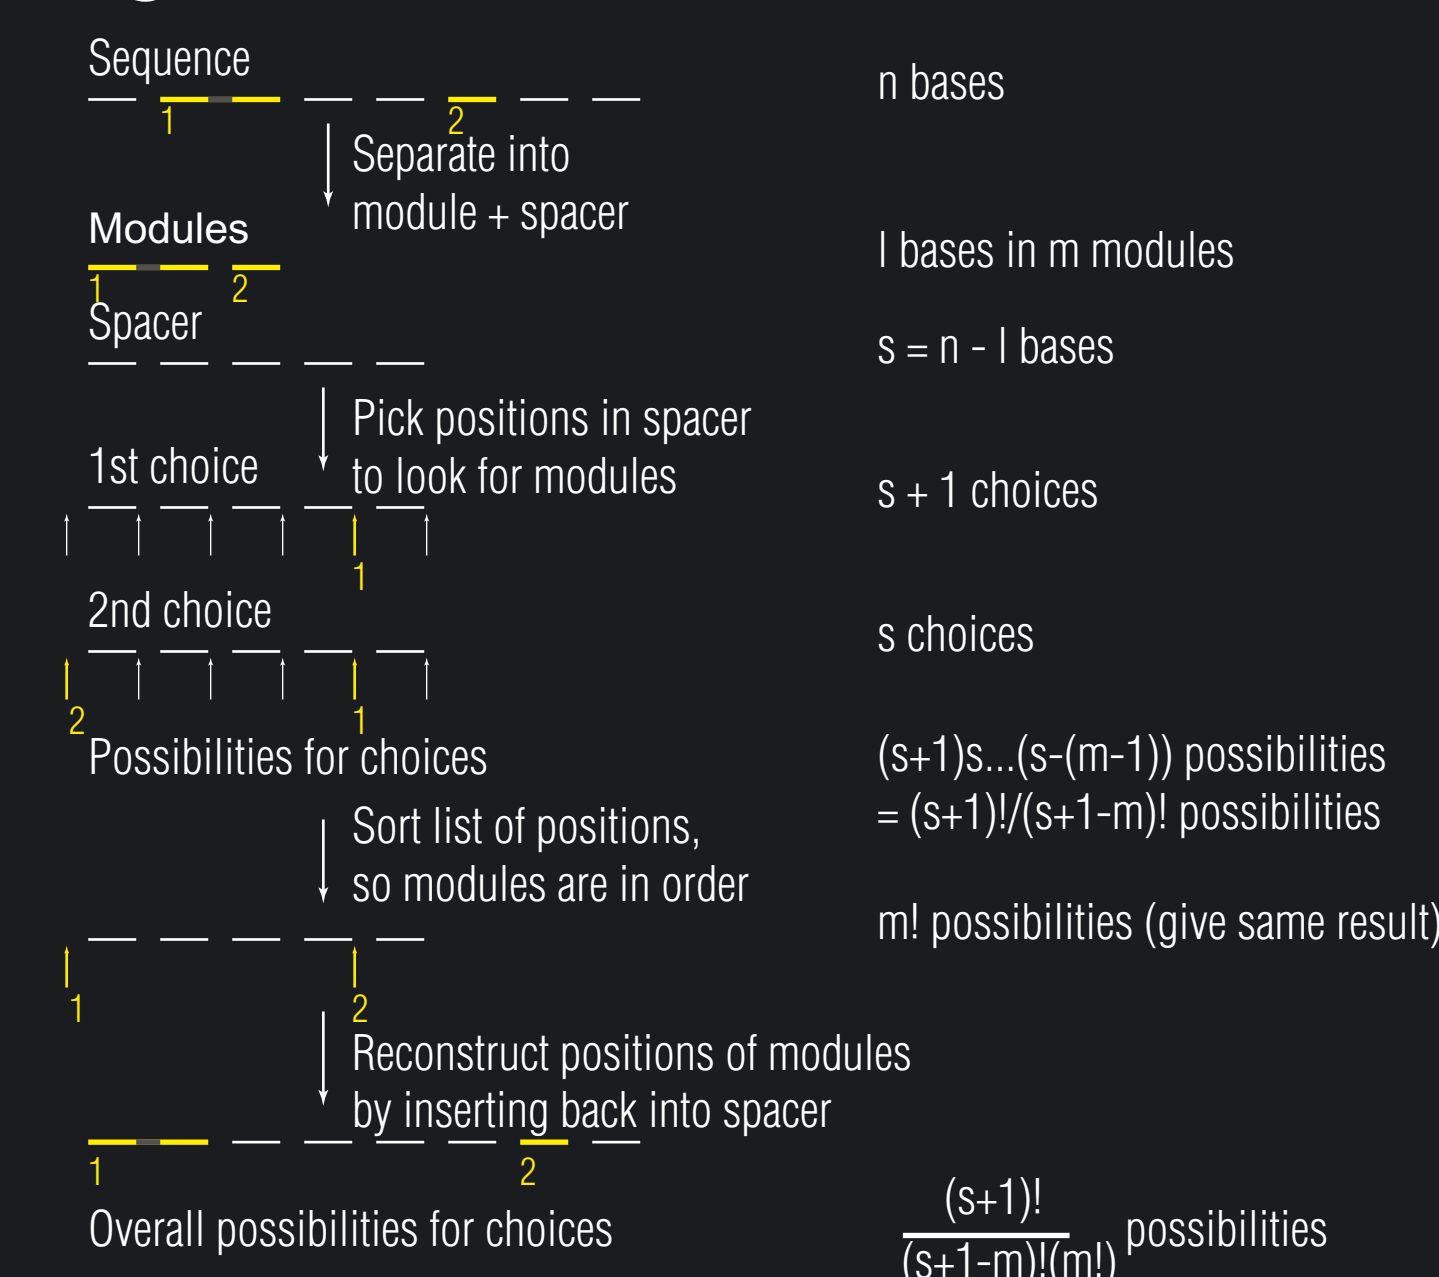 Sequence
n bases
1
2
Separate into
module + spacer
Modules
l bases in m modules
1
2
Spacer
s = n - l bases
Pick positions in spacer
to look for modules
1st choice
s + 1 choices
1
2nd choice
s choices
2
1
Possibilities for choices
(s+1)s...(s-(m-1)) possibilities
= (s+1)!/(s+1-m)! possibilities
Sort list of positions,
so modules are in order
m! possibilities (give same result)
1
2
Reconstruct positions of modules
by inserting back into spacer
1
2
Overall possibilities for choices
(s+1)!
(s+1-m)!(m!)
possibilities